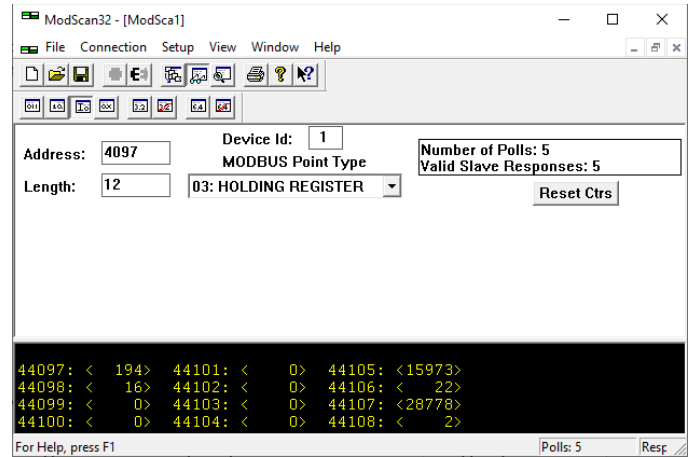 ModScan32 - [ModSca1]
File Connection Setup View Window Help
Address: 4097
Device Id: 1
MODBUS Point Type
Length: 12
03: HOLDING REGISTER
Number of Polls: 5
Valid Slave Responses: 5
Reset Ctrs
44097: < 194> 44101: < 0> 44105: <15973>
44098: < 16> 44102: < 0> 44106: < 22>
44099: < 0> 44103: < 0> 44107: <28778>
44100: < 0> 44104: < 0> 44108: < 2>
For Help, press F1
Polls: 5
Resp